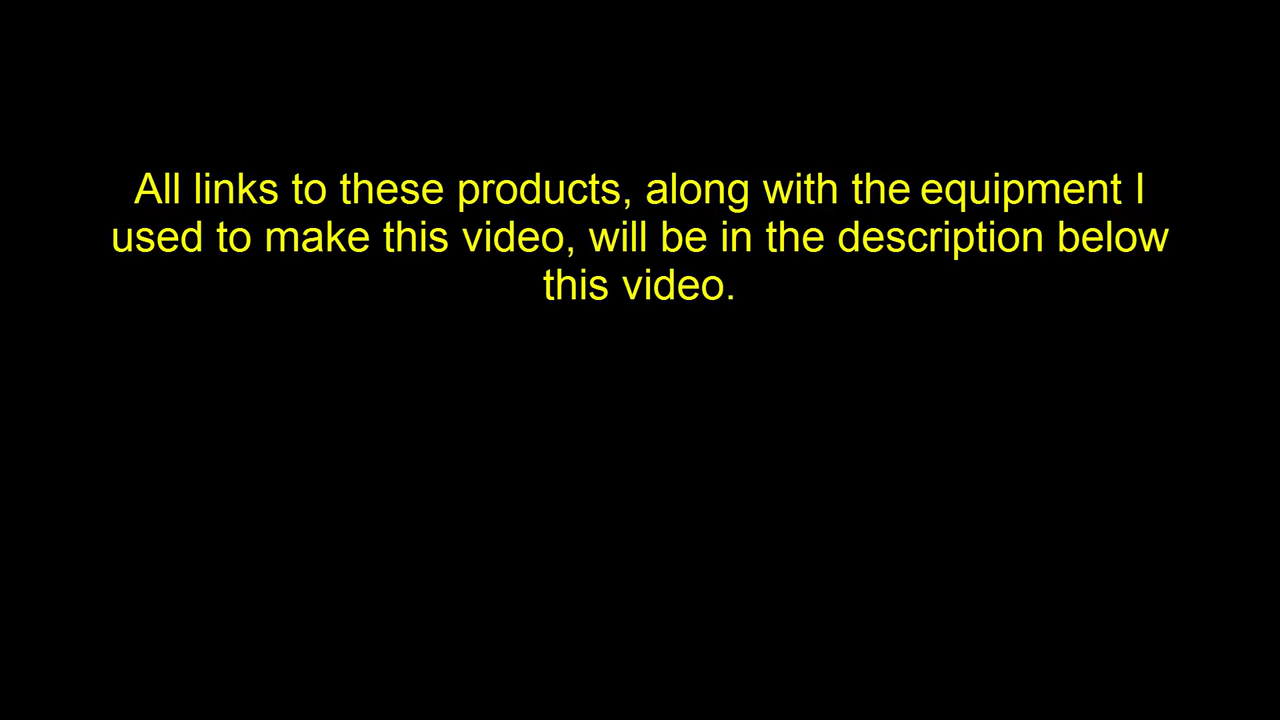 All links to these products, along with the equipment I
used to make this video, will be in the description below
this video.